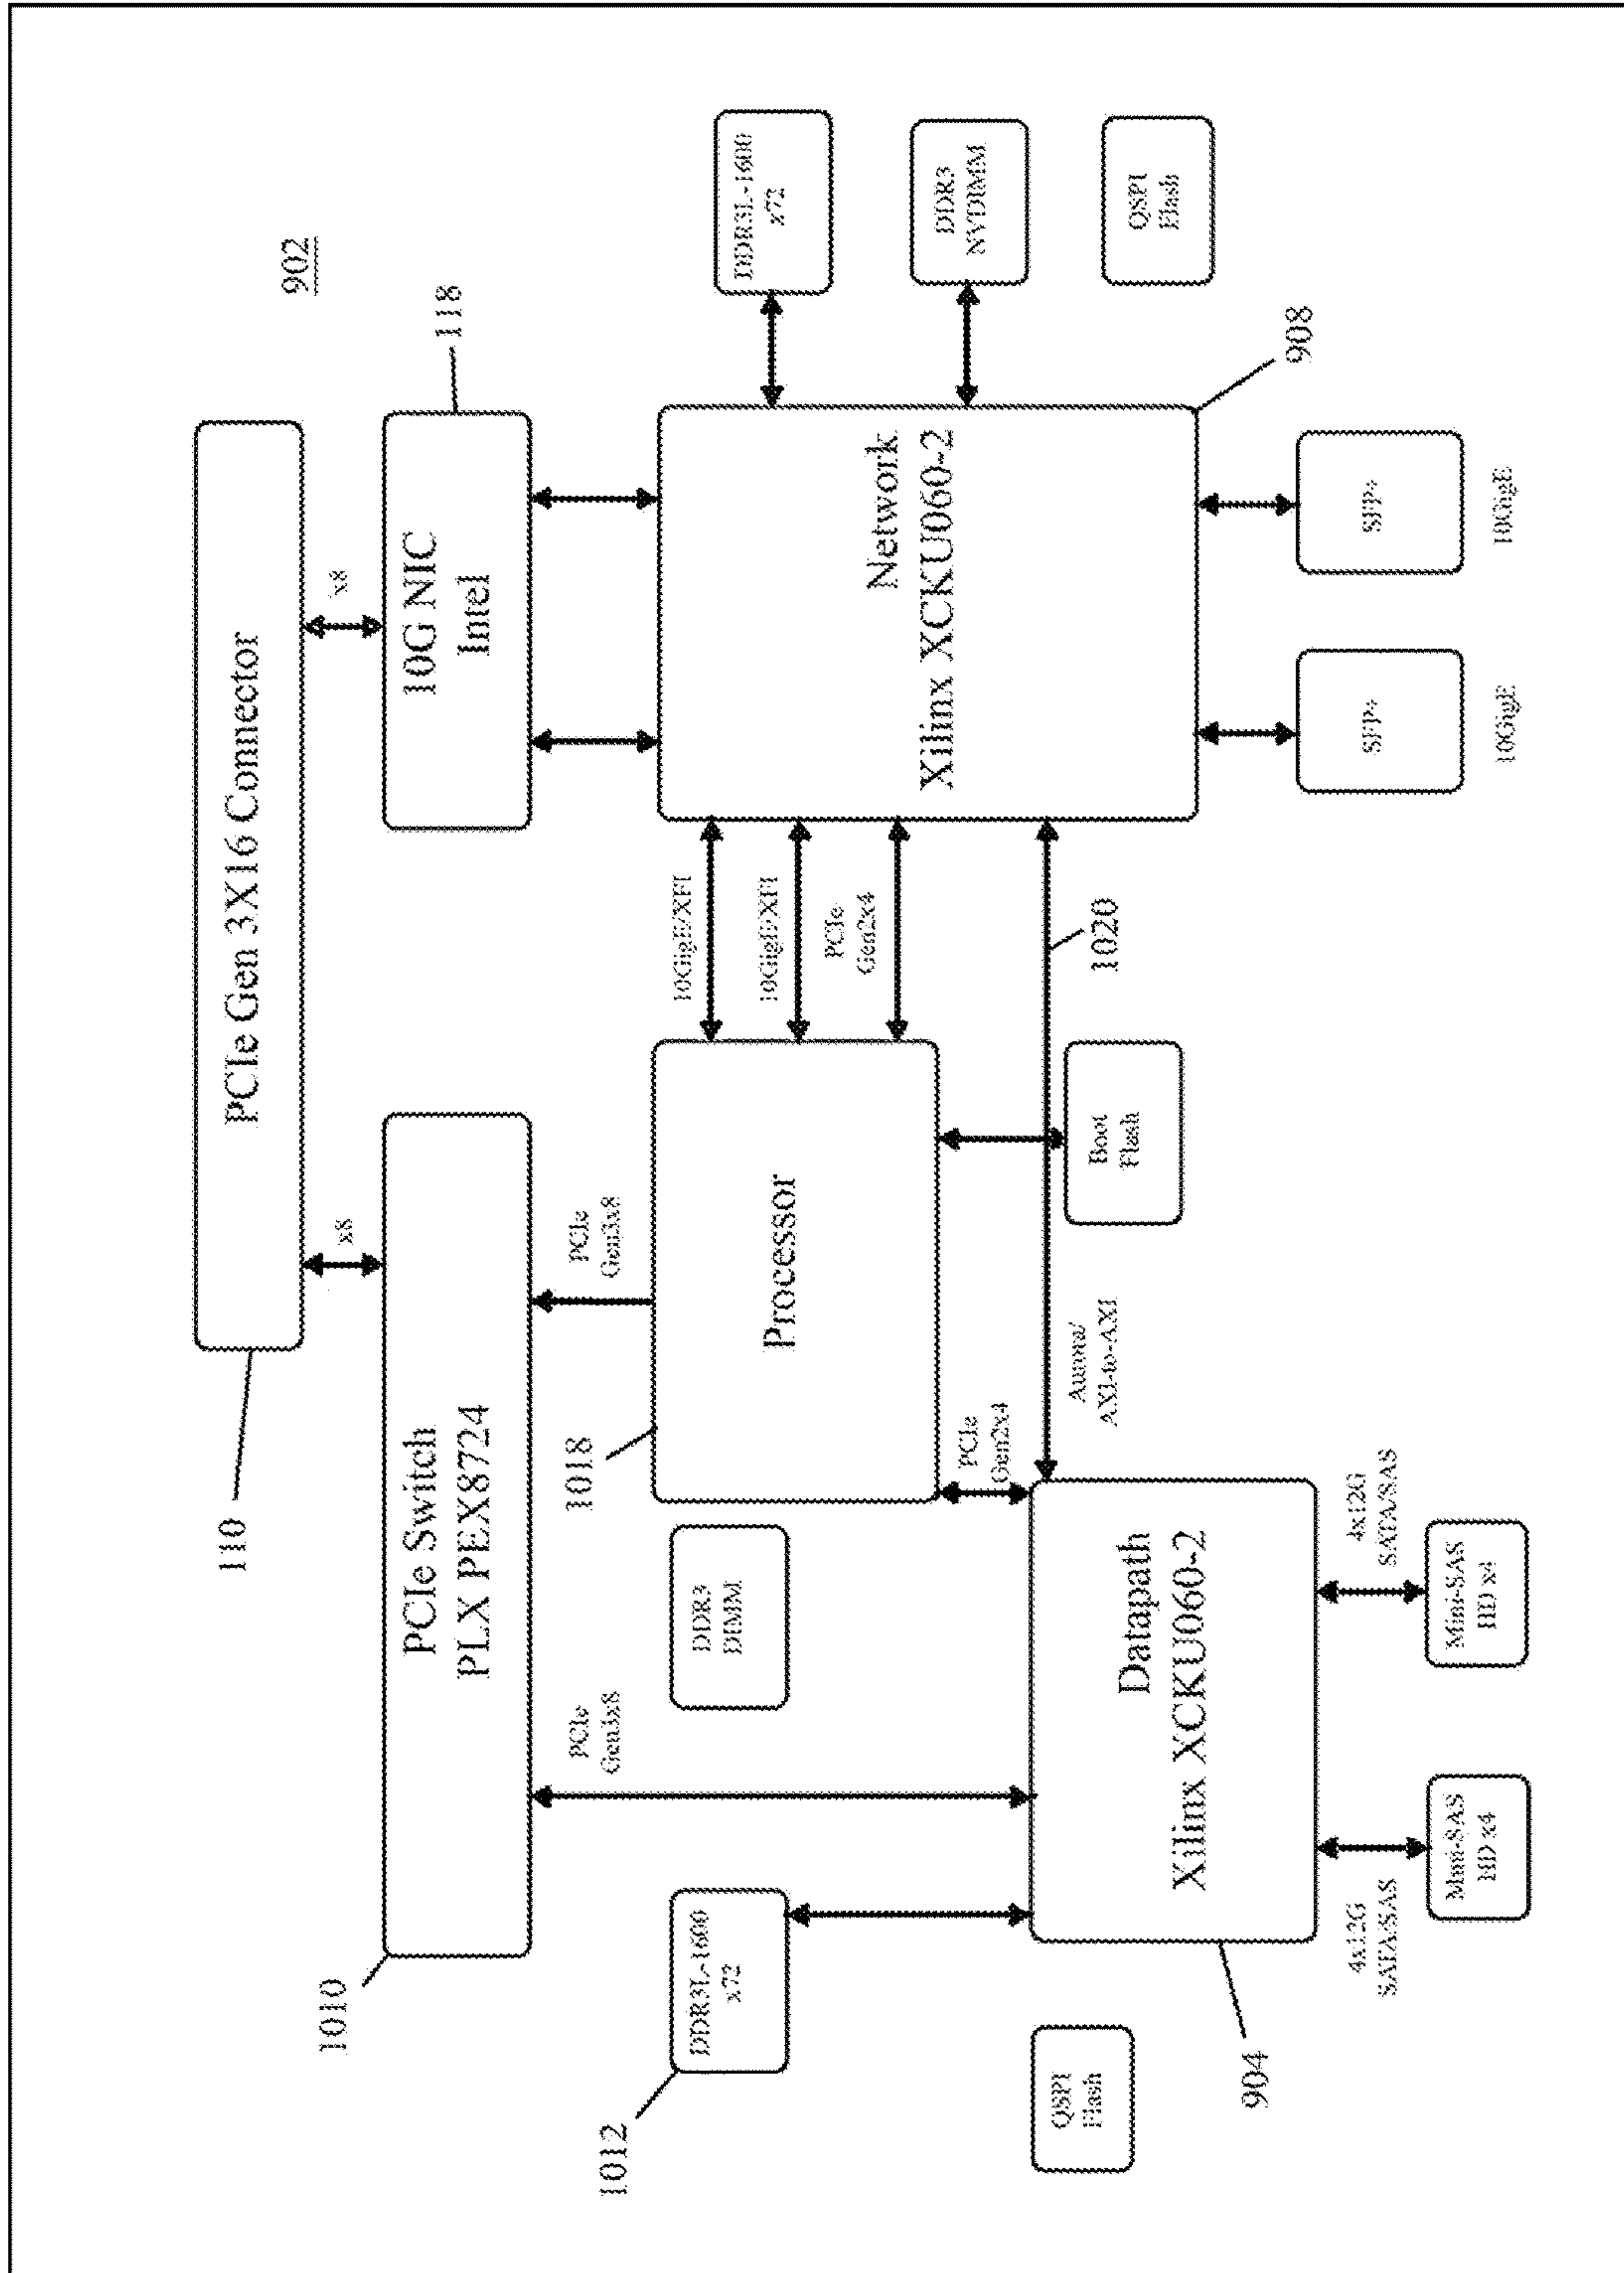 902
PCIe Gen 3X16 Connector
110
x8
x8
PCIe Switch
PLX PEX8724
1010
10G NIC
Intel
118
PCIe
Gen3x8
PCIe
Gen3x8
DDR3L-1600
x72
1012
DDR3
DIMM
Processor
1018
10GigE/XFI
10GigE/XFI
PCIe
Gen2x4
Network
Xilinx XCKU060-2
908
DDR3L-1600
x72
DDR3
NVDIMM
QSPI
Flash
1020
PCIe
Gen2x4
Aurora/
AXI-to-AXI
Boot
Flash
QSPI
Flash
Datapath
Xilinx XCKU060-2
904
4x12G
SATA/SAS
4x12G
SATA/SAS
Mini-SAS
HD x4
Mini-SAS
HD x4
SFP+
SFP+
10GigE
10GigE